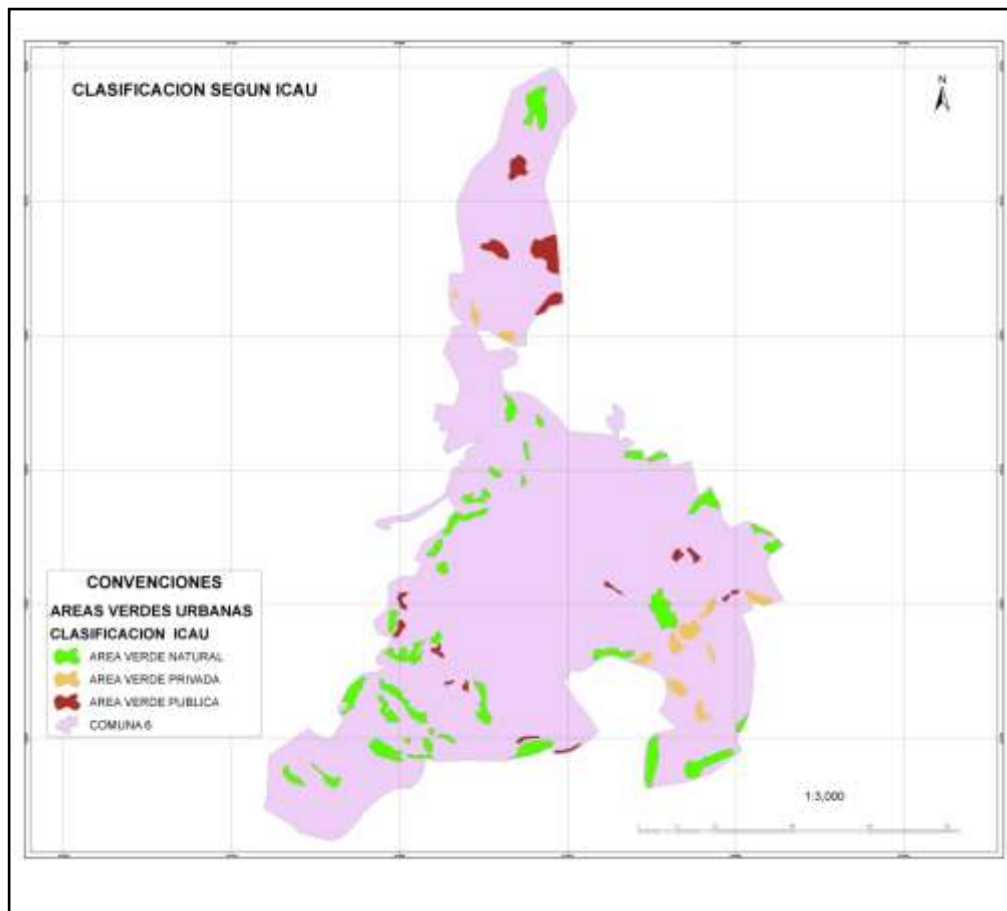 CLASIFICACION SEGUN ICAU
N
CONVENCIONES
AREAS VERDES URBANAS
CLASIFICACION ICAU
AREA VERDE NATURAL
AREA VERDE PRIVADA
AREA VERDE PUBLICA
COMUNA 6
1:3,000